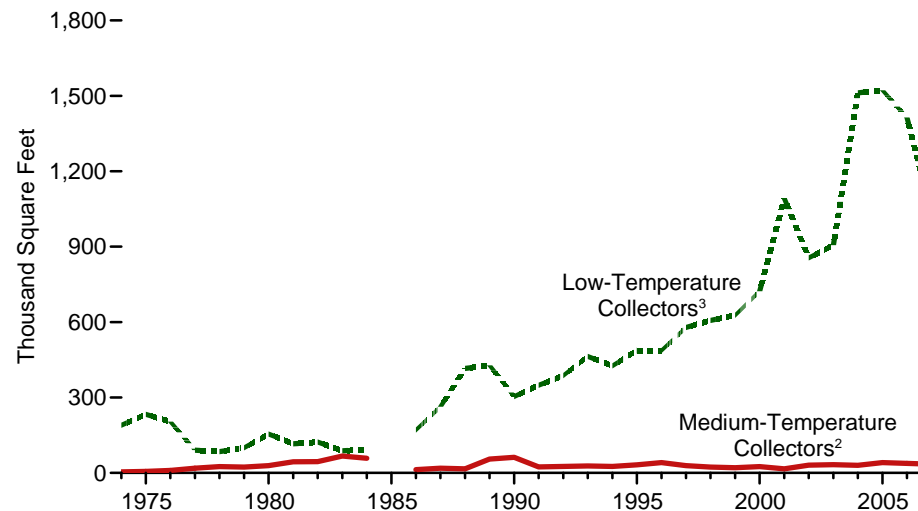 1,800
1,500
1,200
900
600
300
0
Thousand Square Feet
Low-Temperature
Collectors³
Medium-Temperature
Collectors²
1975 1980 1985 1990 1995 2000 2005